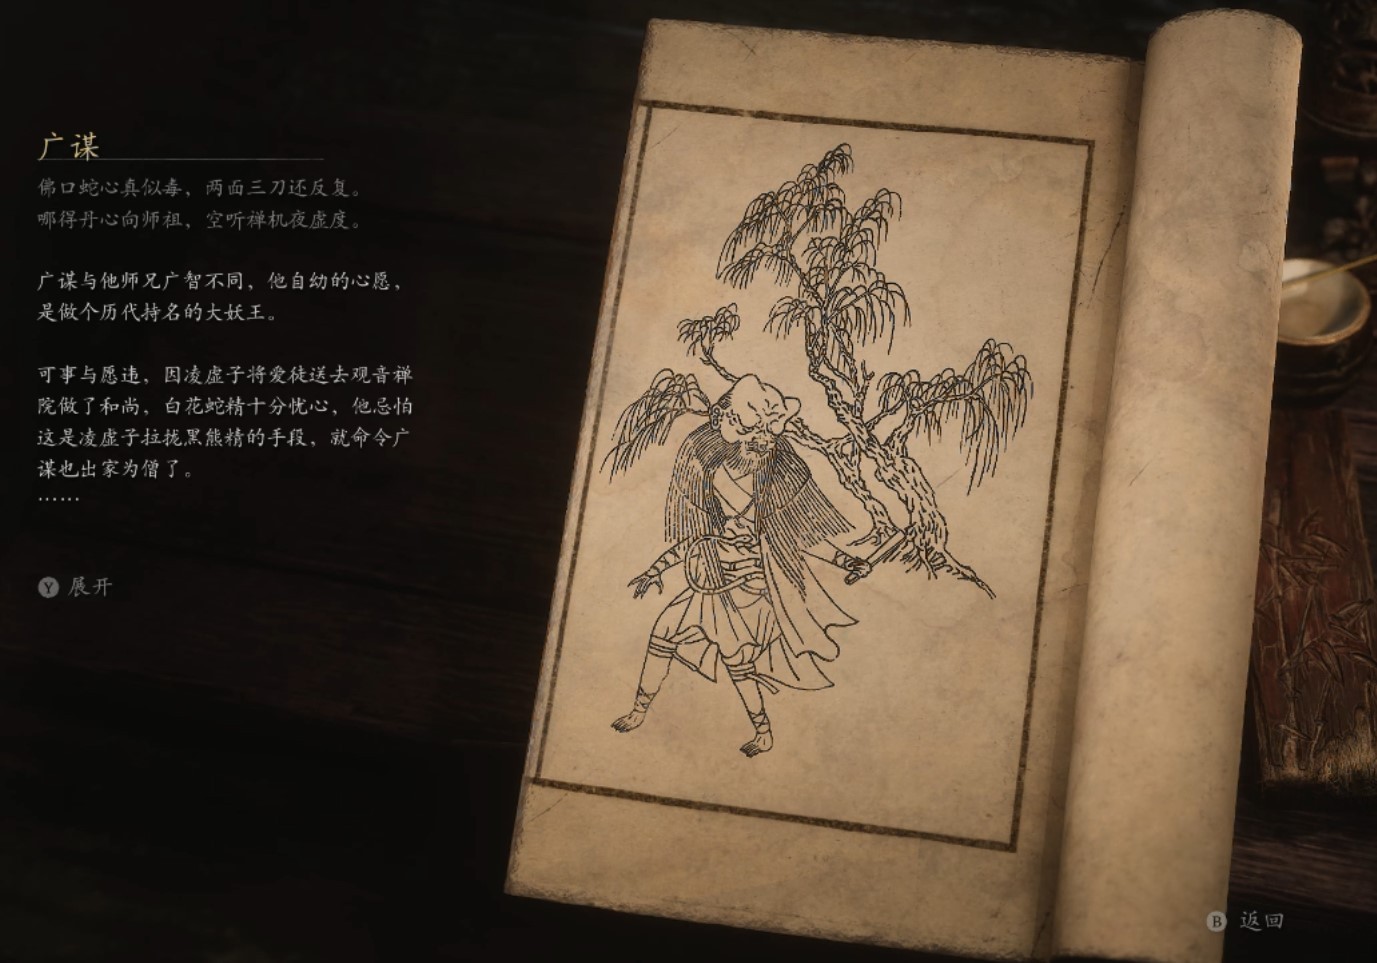 广谋
佛口蛇心真似毒，两面三刀还反复。
哪得丹心向师祖，空听禅机夜虚度。
广谋与他师兄广智不同，他自幼的心愿，
是做个历代持名的大妖王。
可事与愿违，因凌虚子将爱徒送去观音禅
院做了和尚，白花蛇精十分忧心，他忌怕
这是凌虚子拉拢黑熊精的手段，就命令广
谋也出家为僧了。
……
Y 展开
B 返回